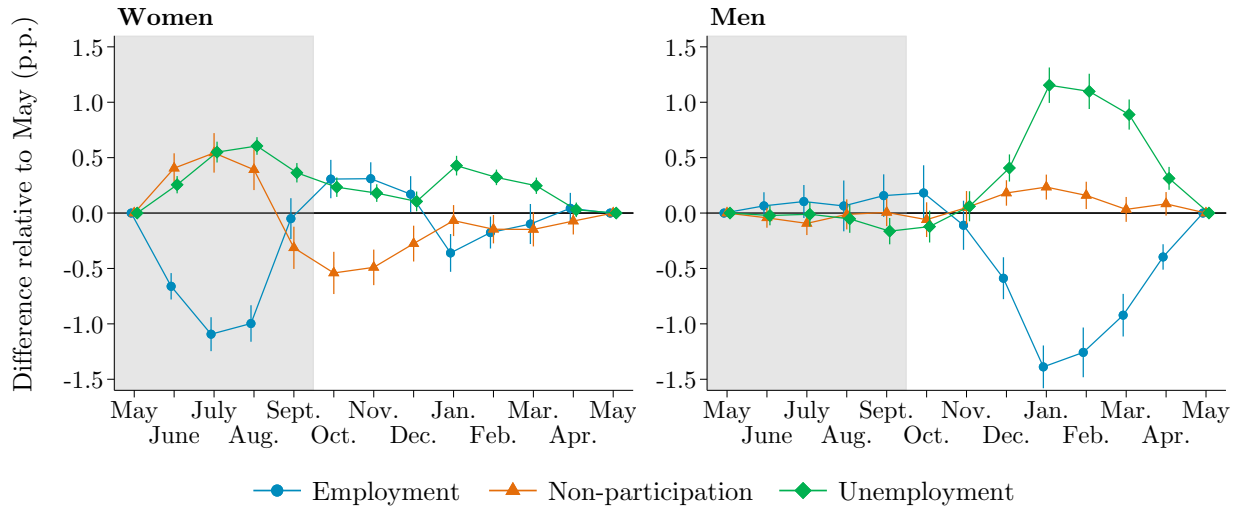 Women
Men
Difference relative to May (p.p.)
1.5
1.0
0.5
0.0
-0.5
-1.0
-1.5
May July Sept. Nov. Jan. Mar. May
June Aug. Oct. Dec. Feb. Apr.
1.5
1.0
0.5
0.0
-0.5
-1.0
-1.5
May July Sept. Nov. Jan. Mar. May
June Aug. Oct. Dec. Feb. Apr.
Employment Non-participation Unemployment